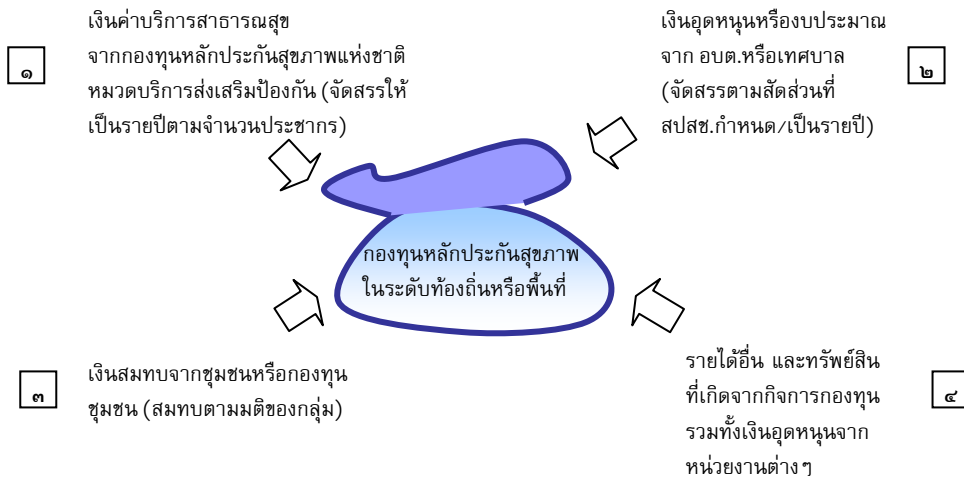 ๑
เงินค่าบริการสาธารณสุข
จากกองทุนหลักประกันสุขภาพแห่งชาติ
หมวดบริการส่งเสริมป้องกัน (จัดสรรให้
เป็นรายปีตามจำนวนประชากร)
เงินอุดหนุนหรืองบประมาณ
จาก อบต.หรือเทศบาล
(จัดสรรตามสัดส่วนที่
สปสช.กำหนด/เป็นรายปี)
๒
กองทุนหลักประกันสุขภาพ
ในระดับท้องถิ่นหรือพื้นที่
๓
เงินสมทบจากชุมชนหรือกองทุน
ชุมชน (สมทบตามมติของกลุ่ม)
รายได้อื่น และทรัพย์สิน
ที่เกิดจากกิจการกองทุน
รวมทั้งเงินอุดหนุนจาก
หน่วยงานต่างๆ
๔